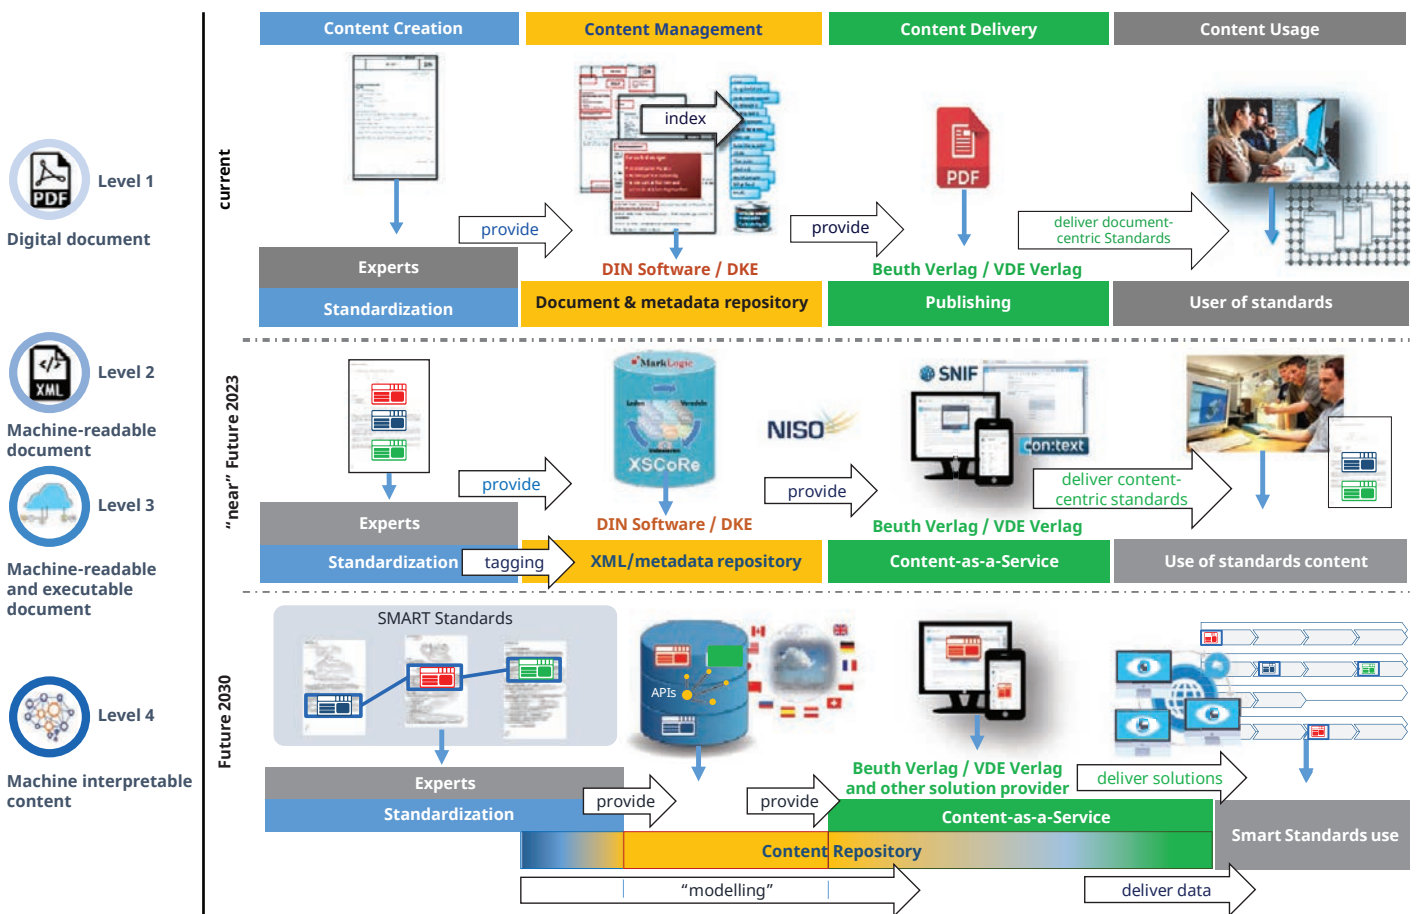 Content Creation
Content Management
Content Delivery
Content Usage
current
PDF
Level 1
Digital document
index
PDF
provide
provide
deliver document-
centric Standards
Experts
Standardization
DIN Software / DKE
Document & metadata repository
Beuth Verlag / VDE Verlag
Publishing
User of standards
"near" Future 2023
XML
Level 2
Machine-readable
document
Level 3
Machine-readable
and executable
document
MarkLogic
XSCoRe
NISO
SNIF
con:text
provide
provide
deliver content-
centric standards
Experts
Standardization
tagging
DIN Software / DKE
XML/metadata repository
Beuth Verlag / VDE Verlag
Content-as-a-Service
Use of standards content
Future 2030
Level 4
Machine interpretable
content
SMART Standards
APIs
Experts
Standardization
provide
provide
Beuth Verlag / VDE Verlag
and other solution provider
Content-as-a-Service
deliver solutions
Smart Standards use
Content Repository
"modelling"
deliver data